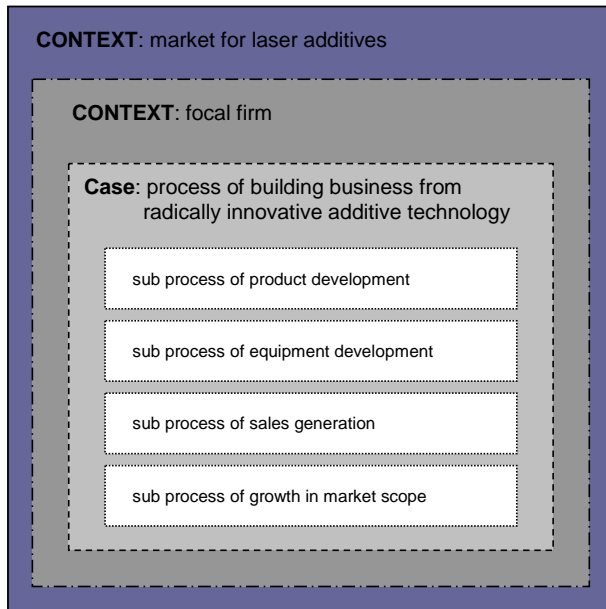 CONTEXT: market for laser additives
CONTEXT: focal firm
Case: process of building business from
radically innovative additive technology
sub process of product development
sub process of equipment development
sub process of sales generation
sub process of growth in market scope